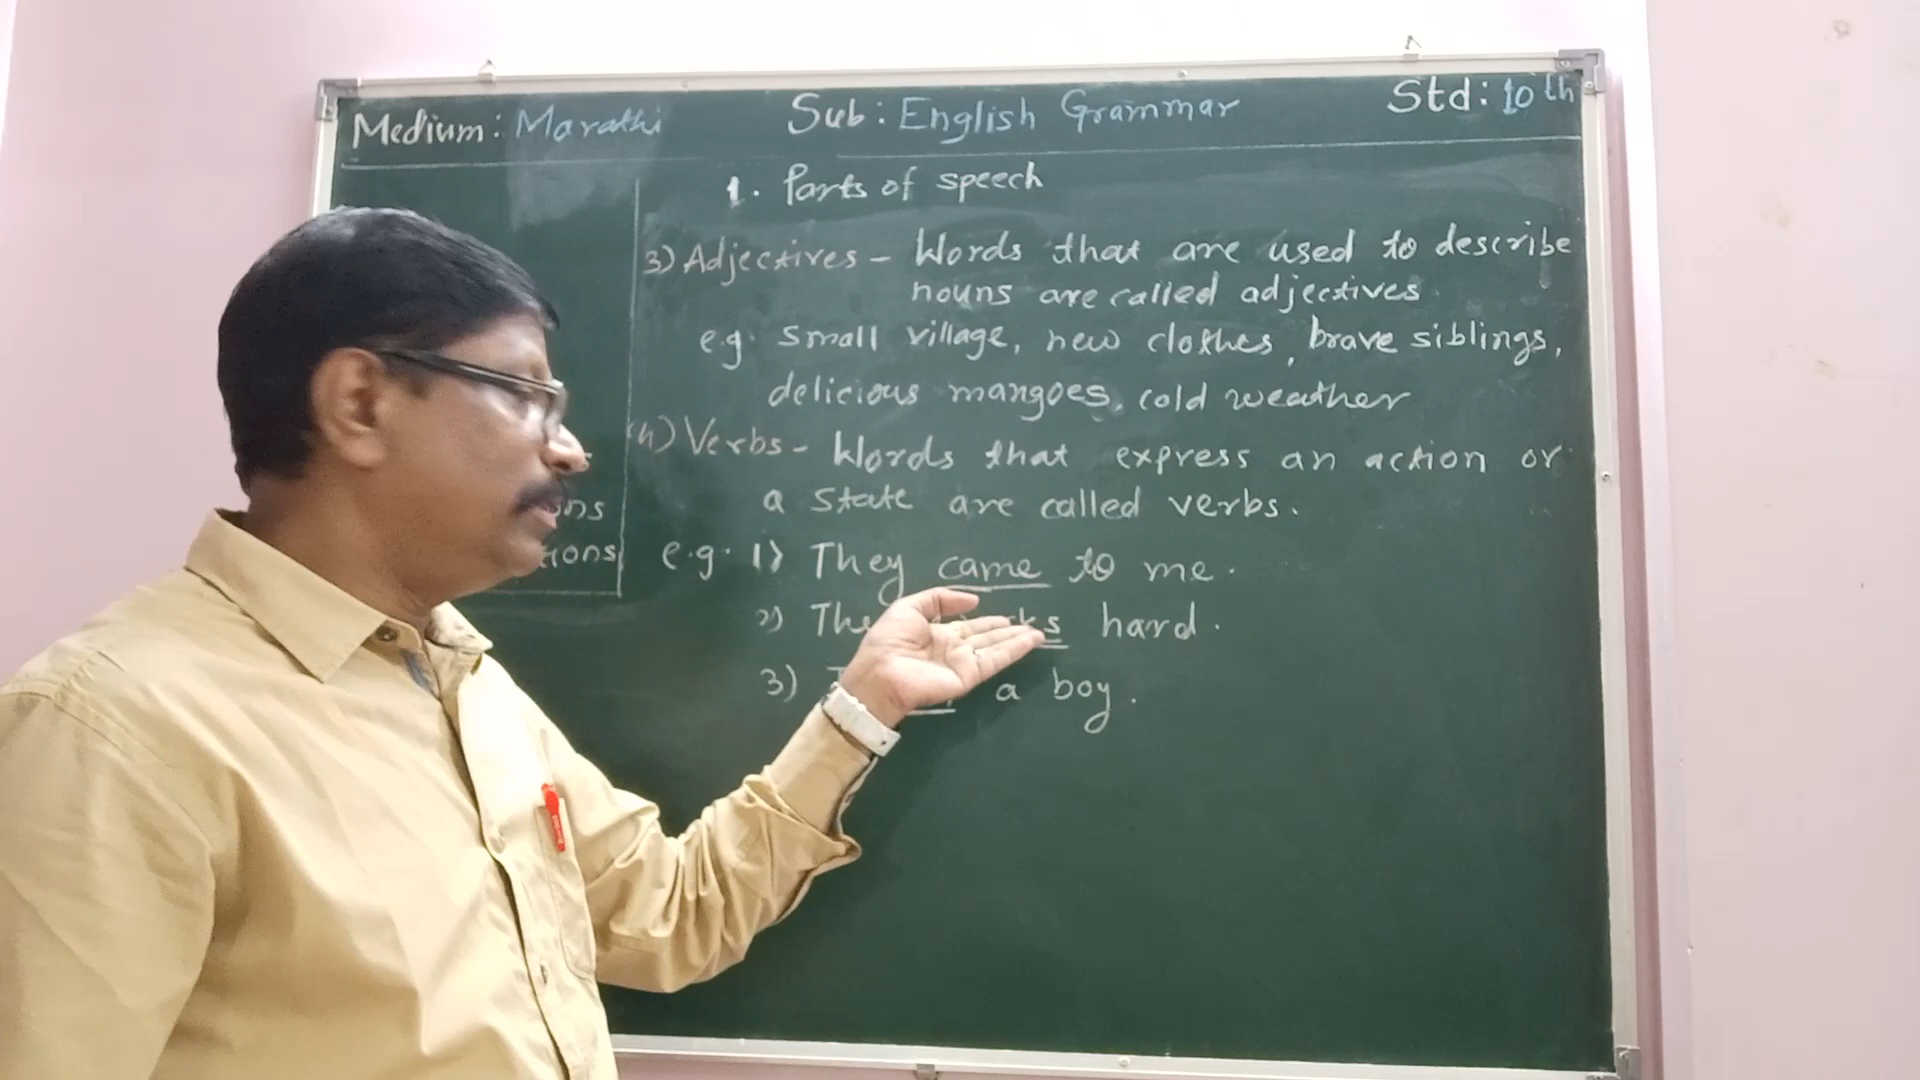 Medium: Marathi Sub: English Grammar Std: 10th
1. Parts of speech
3) Adjectives - Words that are used to describe
nouns are called adjectives
e.g. small village, new clothes, brave siblings,
delicious mangoes, cold weather
4) Verbs - Words that express an action or
a state are called verbs.
e.g. 1) They came to me.
2) hard.
3) a boy.